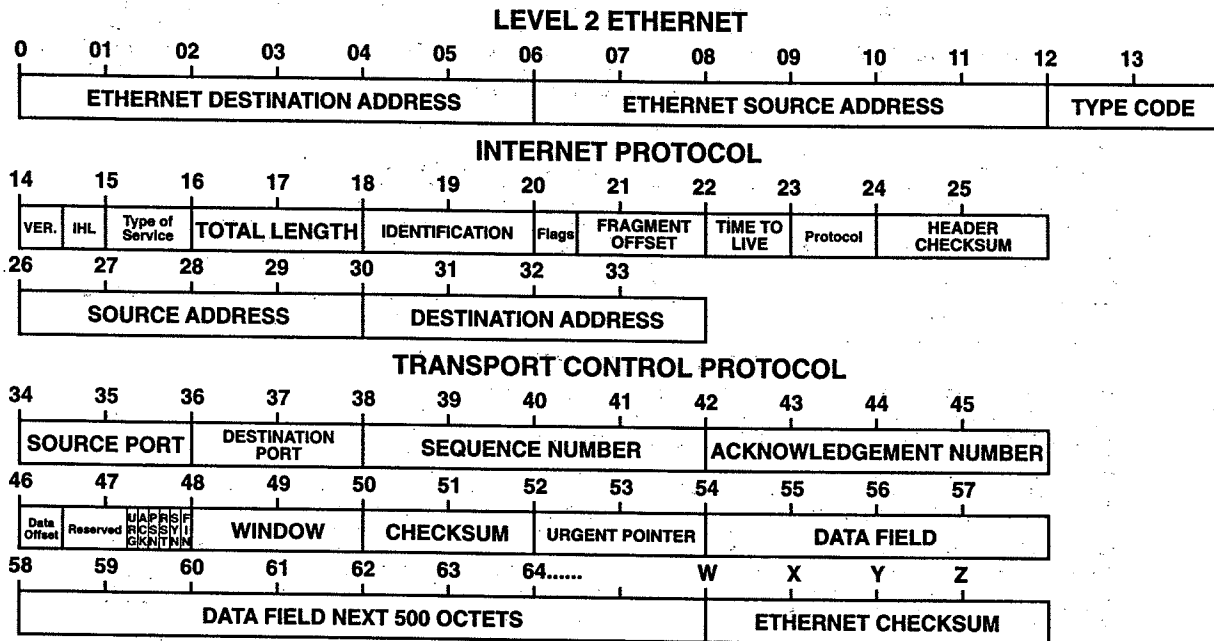 LEVEL 2 ETHERNET
0 01 02 03 04 05 06 07 08 09 10 11 12 13
ETHERNET DESTINATION ADDRESS ETHERNET SOURCE ADDRESS TYPE CODE
INTERNET PROTOCOL
14 15 16 17 18 19 20 21 22 23 24 25
VER. IHL Type of Service TOTAL LENGTH IDENTIFICATION Flags FRAGMENT OFFSET TIME TO LIVE Protocol HEADER CHECKSUM
26 27 28 29 30 31 32 33
SOURCE ADDRESS DESTINATION ADDRESS
TRANSPORT CONTROL PROTOCOL
34 35 36 37 38 39 40 41 42 43 44 45
SOURCE PORT DESTINATION PORT SEQUENCE NUMBER ACKNOWLEDGEMENT NUMBER
46 47 48 49 50 51 52 53 54 55 56 57
Data Offset Reserved URG ACK PSN RST SYN FIN WINDOW CHECKSUM URGENT POINTER DATA FIELD
58 59 60 61 62 63 64...... W X Y Z
DATA FIELD NEXT 500 OCTETS ETHERNET CHECKSUM